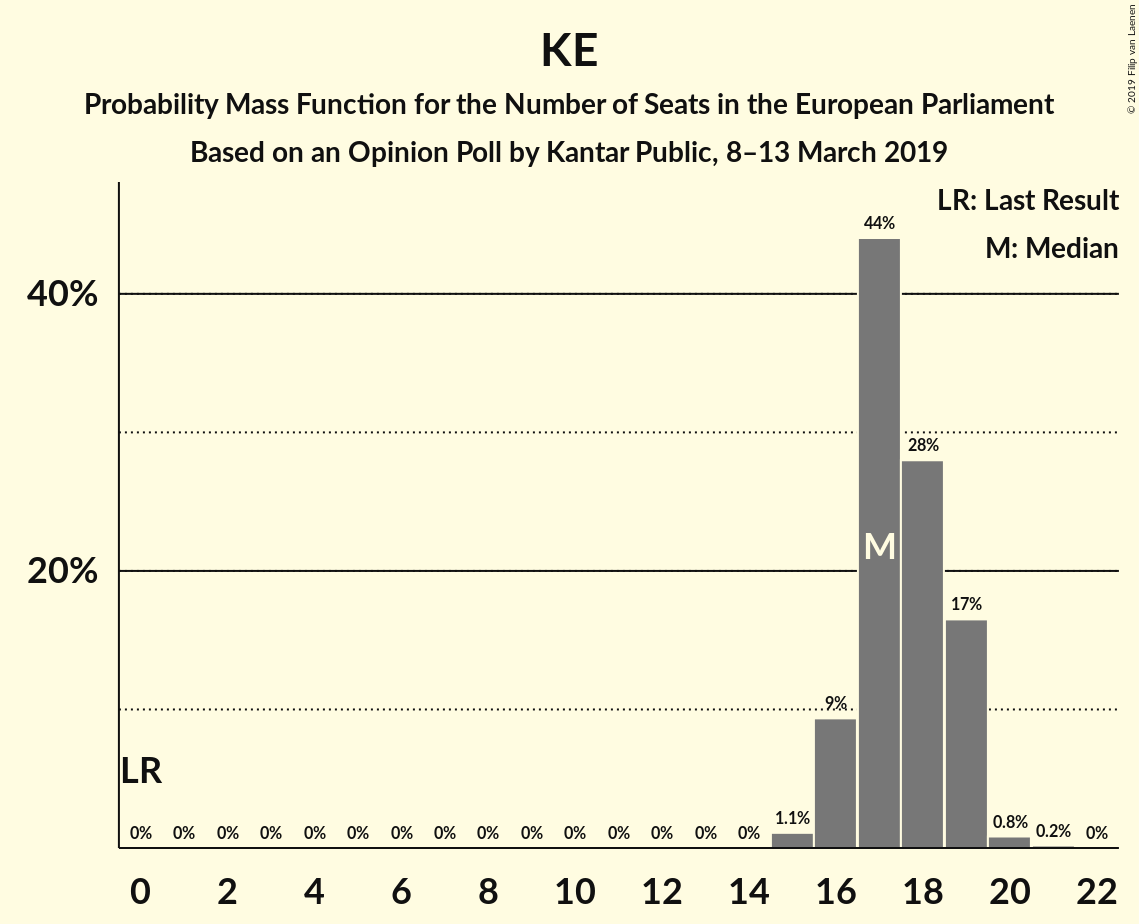 KE
Probability Mass Function for the Number of Seats in the European Parliament
Based on an Opinion Poll by Kantar Public, 8–13 March 2019
© 2019 Filip van Laenen
LR: Last Result
M: Median
40%
20%
44%
28%
M
17%
9%
LR
0% 0% 0% 0% 0% 0% 0% 0% 0% 0% 0% 0% 0% 0% 0% 1.1% 0.8% 0.2% 0%
0 2 4 6 8 10 12 14 16 18 20 22